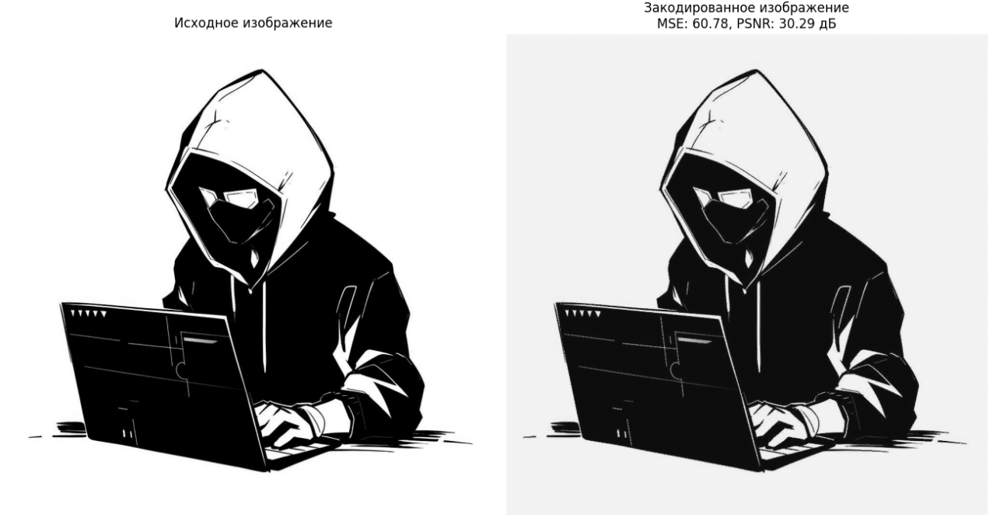 Исходное изображение
Закодированное изображение
MSE: 60.78, PSNR: 30.29 дБ